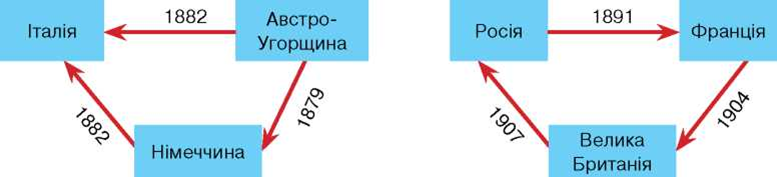 Італія
1882
Австро-
Угорщина
1882
1879
Німеччина
Росія
1891
Франція
1907
1904
Велика
Британія